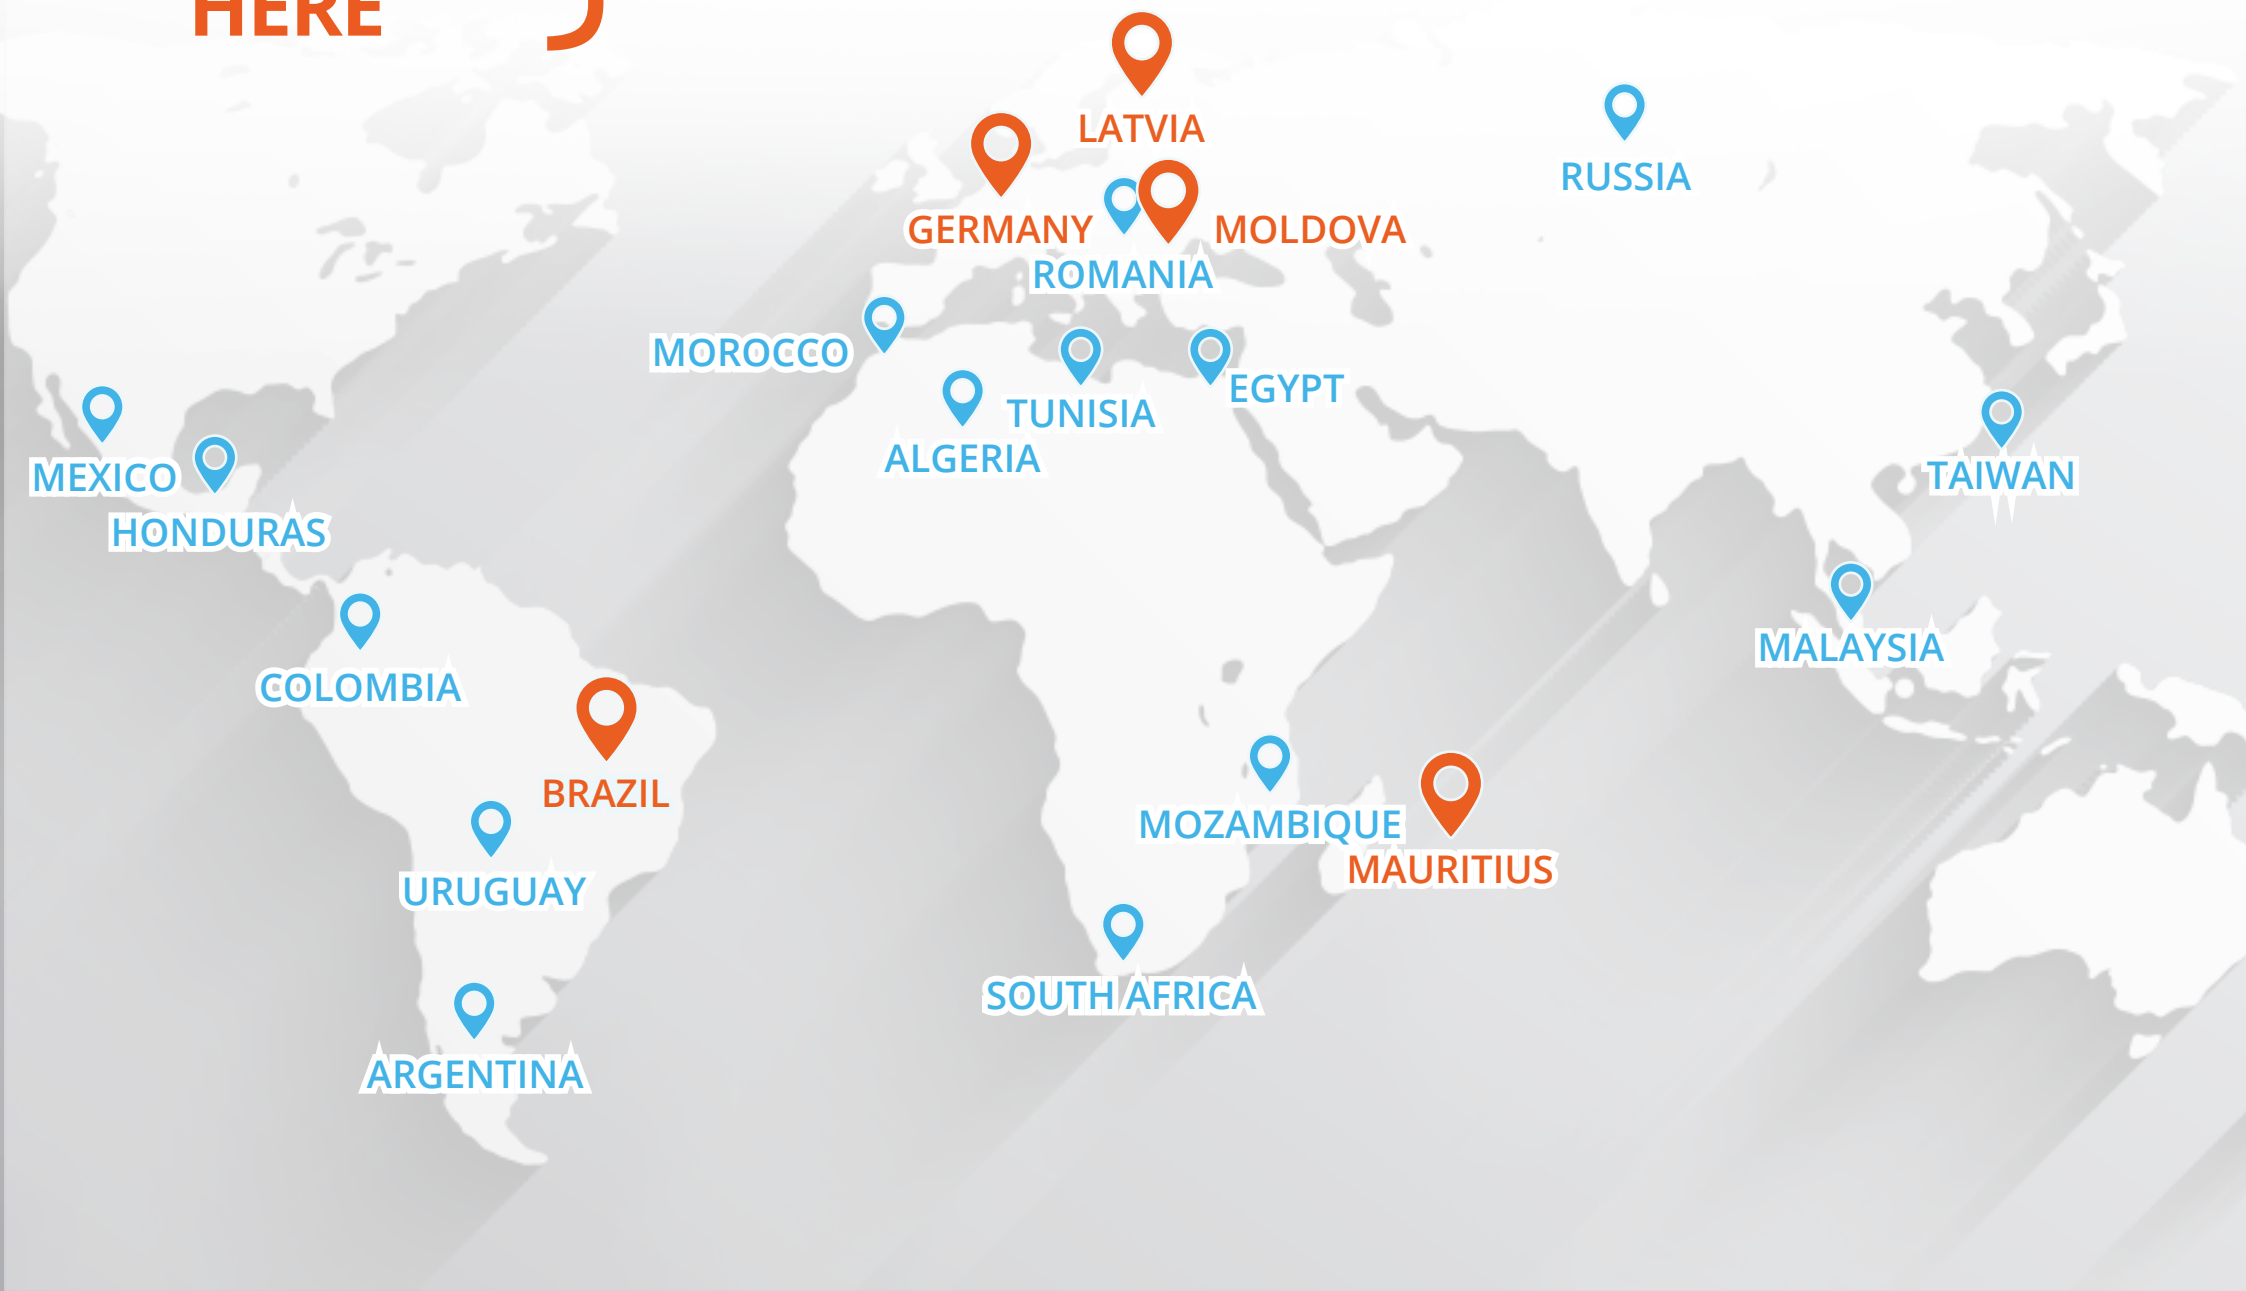 HERE
LATVIA
RUSSIA
GERMANY
MOLDOVA
ROMANIA
MOROCCO
EGYPT
TUNISIA
ALGERIA
MEXICO
TAIWAN
HONDURAS
MALAYSIA
COLOMBIA
BRAZIL
MOZAMBIQUE
MAURITIUS
URUGUAY
SOUTH AFRICA
ARGENTINA